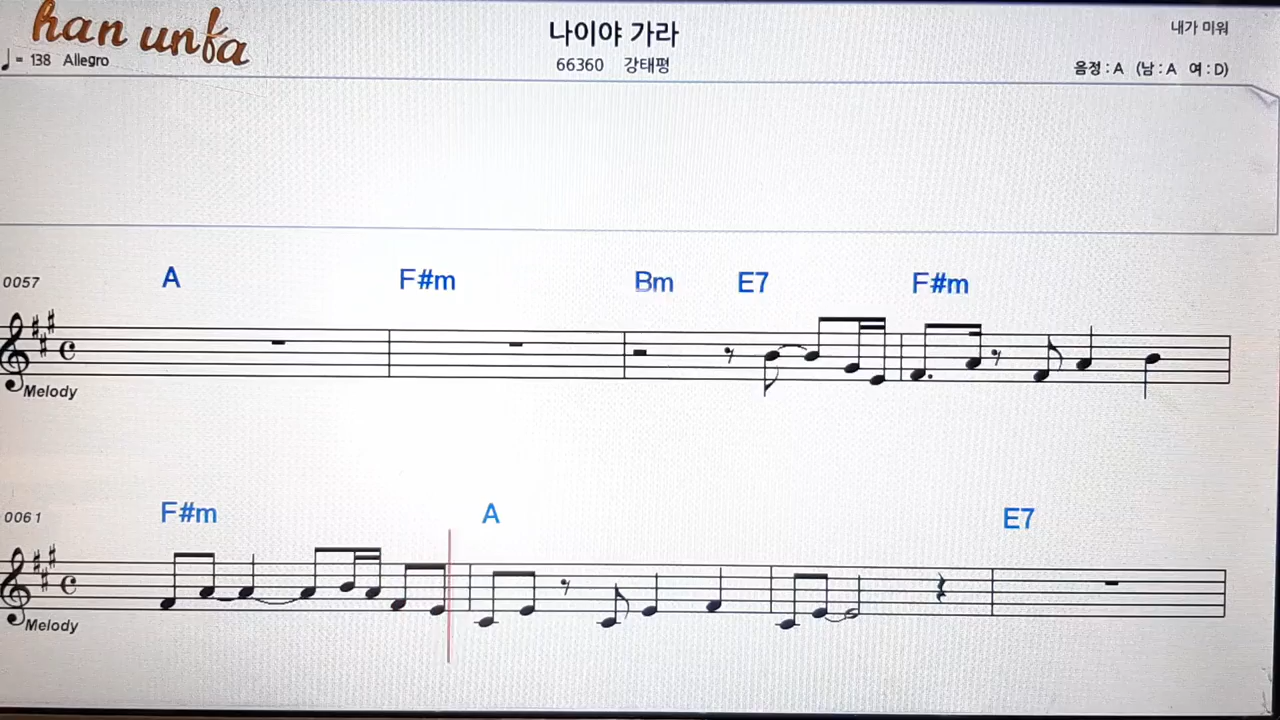 han unfa
나이야 가라
내가 미워
= 138 Allegro
66360 강태평
음정 : A (남 : A 여 : D)
0057 A F#m Bm E7 F#m
Melody
0061 F#m A E7
Melody